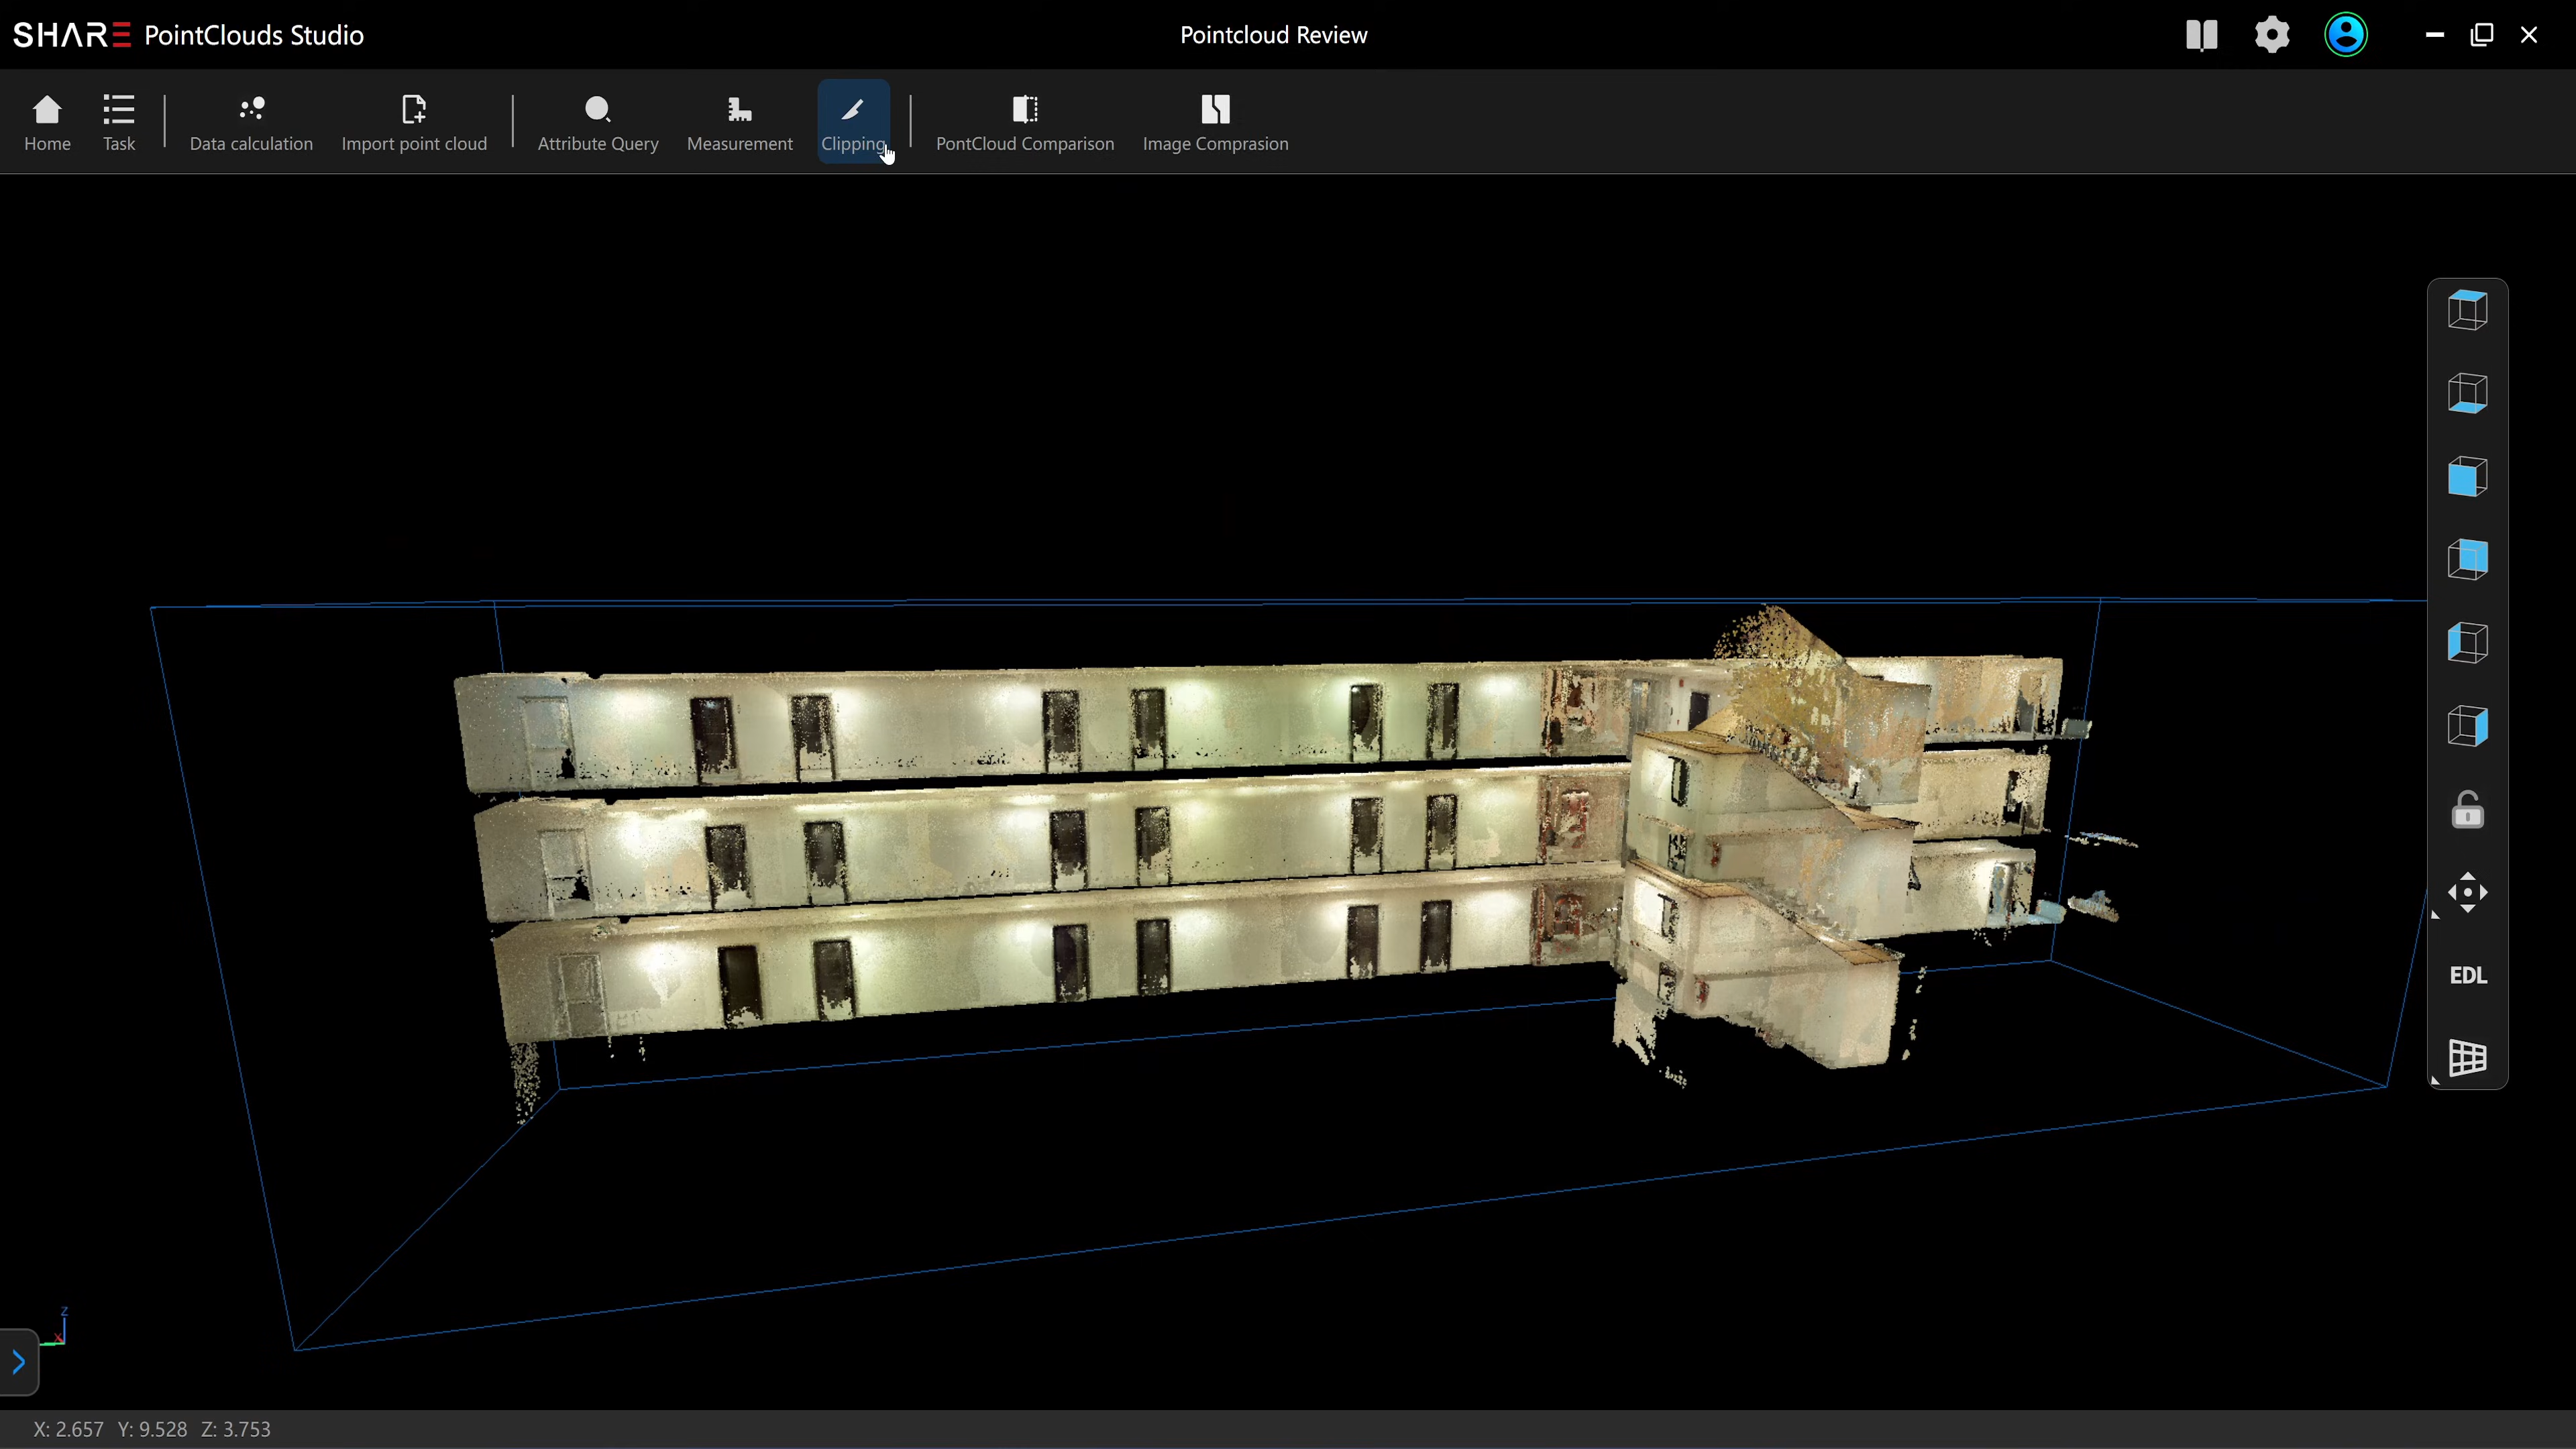 SHARE PointClouds Studio
Pointcloud Review
Home
Task
Data calculation
Import point cloud
Attribute Query
Measurement
Clipping
PontCloud Comparison
Image Comprasion
EDL
Z
X
X: 2.657 Y: 9.528 Z: 3.753